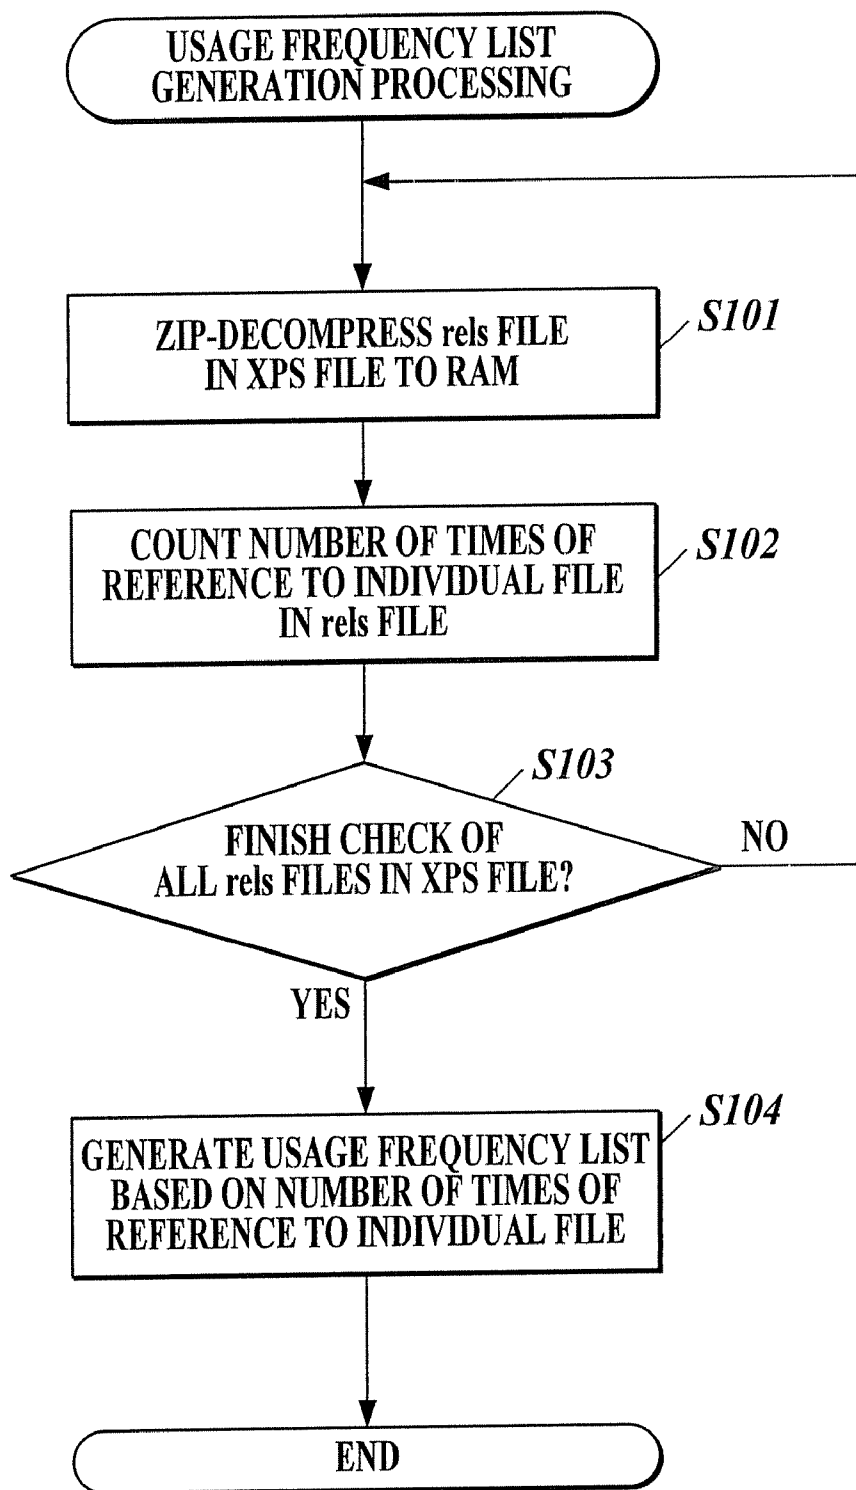 USAGE FREQUENCY LIST
GENERATION PROCESSING
ZIP-DECOMPRESS rels FILE
IN XPS FILE TO RAM
S101
COUNT NUMBER OF TIMES OF
REFERENCE TO INDIVIDUAL FILE
IN rels FILE
S102
S103
FINISH CHECK OF
ALL rels FILES IN XPS FILE?
NO
YES
S104
GENERATE USAGE FREQUENCY LIST
BASED ON NUMBER OF TIMES OF
REFERENCE TO INDIVIDUAL FILE
END